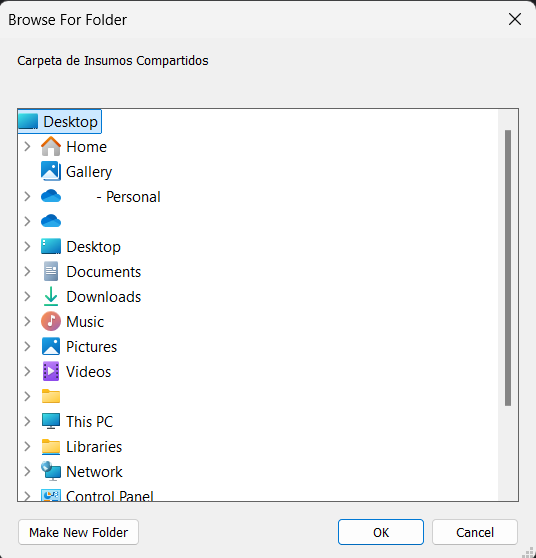 Browse For Folder
Carpeta de Insumos Compartidos
Desktop
Home
Gallery
- Personal
Desktop
Documents
Downloads
Music
Pictures
Videos
This PC
Libraries
Network
Control Panel
Make New Folder
OK
Cancel